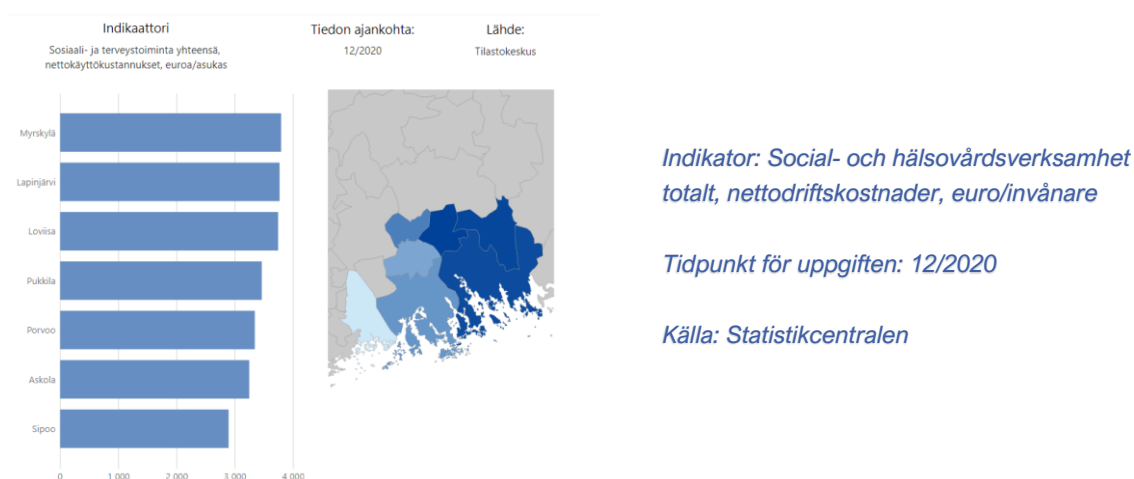 Indikaattori
Sosiaali- ja terveystoiminta yhteensä,
nettokäyttökustannukset, euroa/asukas
Tiedon ajankohta:
12/2020
Lähde:
Tilastokeskus
Myrskylä
Lapinjärvi
Loviisa
Pukkila
Porvoo
Askola
Sipoo
0 1 000 2 000 3 000 4 000
Indikator: Social- och hälsovårdsverksamhet
totalt, nettodriftskostnader, euro/invånare
Tidpunkt för uppgiften: 12/2020
Källa: Statistikcentralen